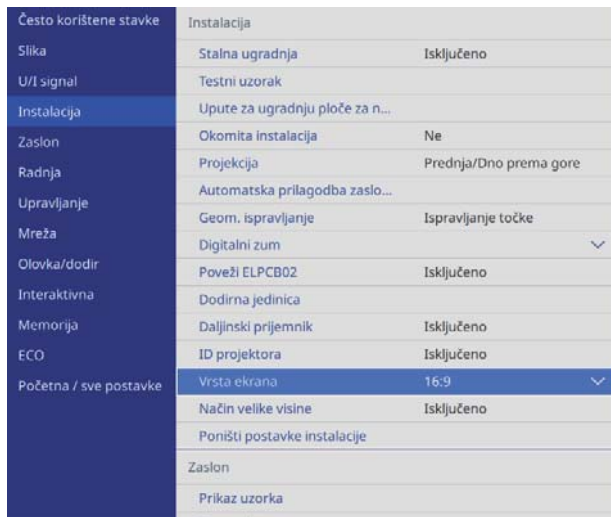 Često korištene stavke
Slika
U/I signal
Instalacija
Zaslon
Radnja
Upravljanje
Mreža
Olovka/dodir
Interaktivna
Memorija
ECO
Početna / sve postavke
Instalacija
Stalna ugradnja Isključeno
Testni uzorak
Upute za ugradnju ploče za n...
Okomita instalacija Ne
Projekcija Prednja/Dno prema gore
Automatska prilagodba zaslo...
Geom. ispravljanje Ispravljanje točke
Digitalni zum
Poveži ELPCB02 Isključeno
Dodirna jedinica
Daljinski prijemnik Isključeno
ID projektora Isključeno
Vrsta ekrana 16:9
Način velike visine Isključeno
Poništi postavke instalacije
Zaslon
Prikaz uzorka